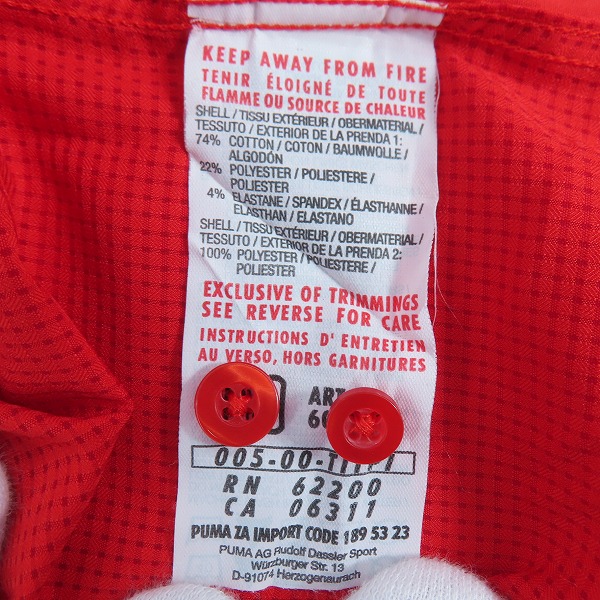 KEEP AWAY FROM FIRE
TENIR ÉLOIGNÉ DE TOUTE
FLAMME OU SOURCE DE CHALEUR
SHELL / TISSU EXTÉRIEUR / OBERMATERIAL /
TESSUTO / EXTERIOR DE LA PRENDA 1:
74% COTTON / COTON / BAUMWOLLE /
ALGODÓN
22% POLYESTER / POLIESTERE /
POLIESTER
4% ELASTANE / SPANDEX / ÉLASTHANNE /
ELASTHAN / ELASTANO
SHELL / TISSU EXTÉRIEUR / OBERMATERIAL /
TESSUTO / EXTERIOR DE LA PRENDA 2:
100% POLYESTER / POLIESTERE /
POLIESTER
EXCLUSIVE OF TRIMMINGS
SEE REVERSE FOR CARE
INSTRUCTIONS D'ENTRETIEN
AU VERSO, HORS GARNITURES
ART
RN 62200
CA 06311
PUMA ZA IMPORT CODE 189 53 23
PUMA AG Rudolf Dassler Sport
Würzburger Str. 13
D-91074 Herzogenaurach